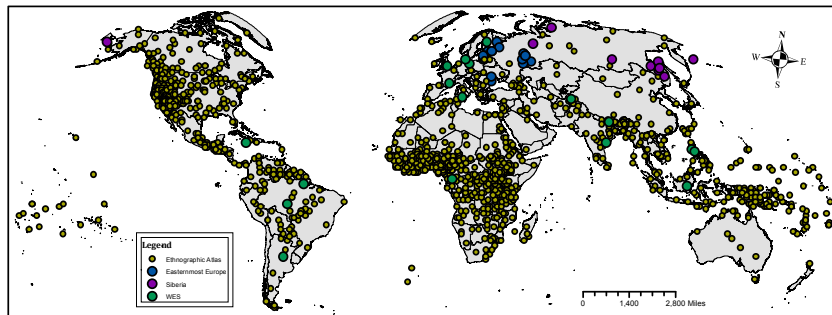 N
W
E
S
Legend
Ethnographic Atlas
Easternmost Europe
Siberia
WES
0 1,400 2,800 Miles